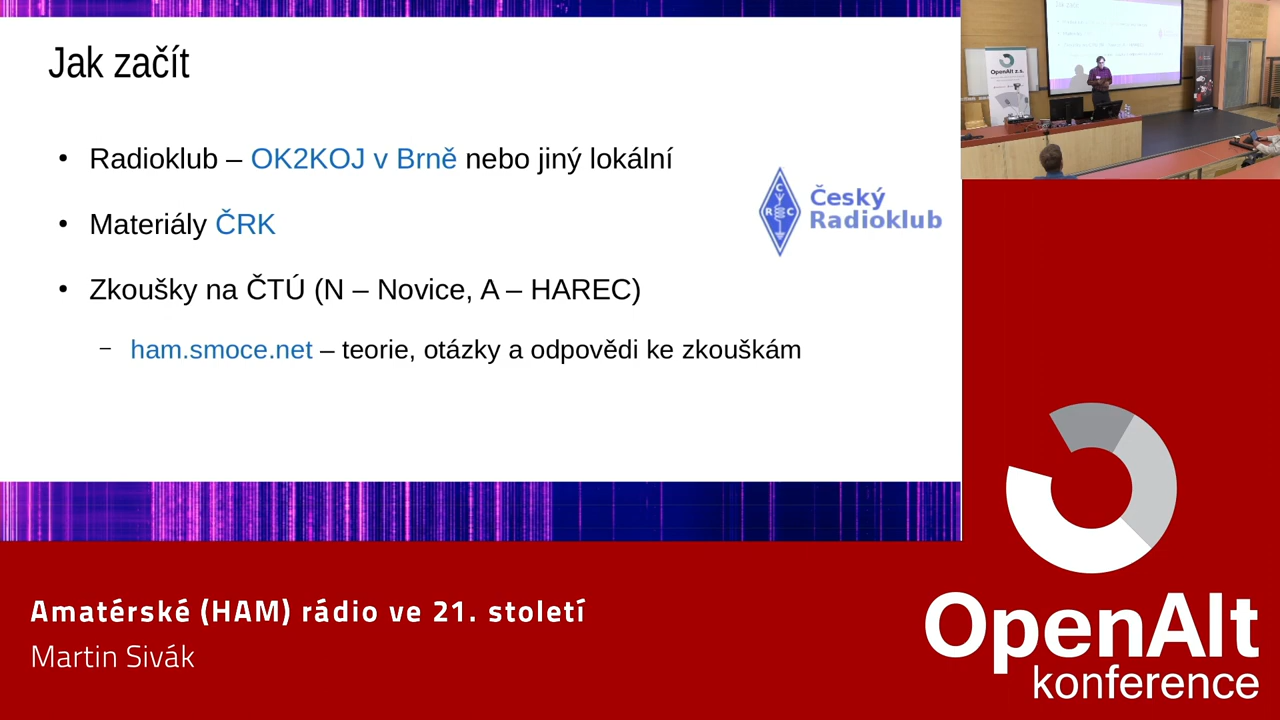 Jak začít
• Radioklub – OK2KOJ v Brně nebo jiný lokální
• Materiály ČRK
• Zkoušky na ČTÚ (N – Novice, A – HAREC)
– ham.smoce.net – teorie, otázky a odpovědi ke zkouškám
C
R C
Český
Radioklub
OpenAlt z.s.
Amatérské (HAM) rádio ve 21. století
Martin Sivák
OpenAlt
konference